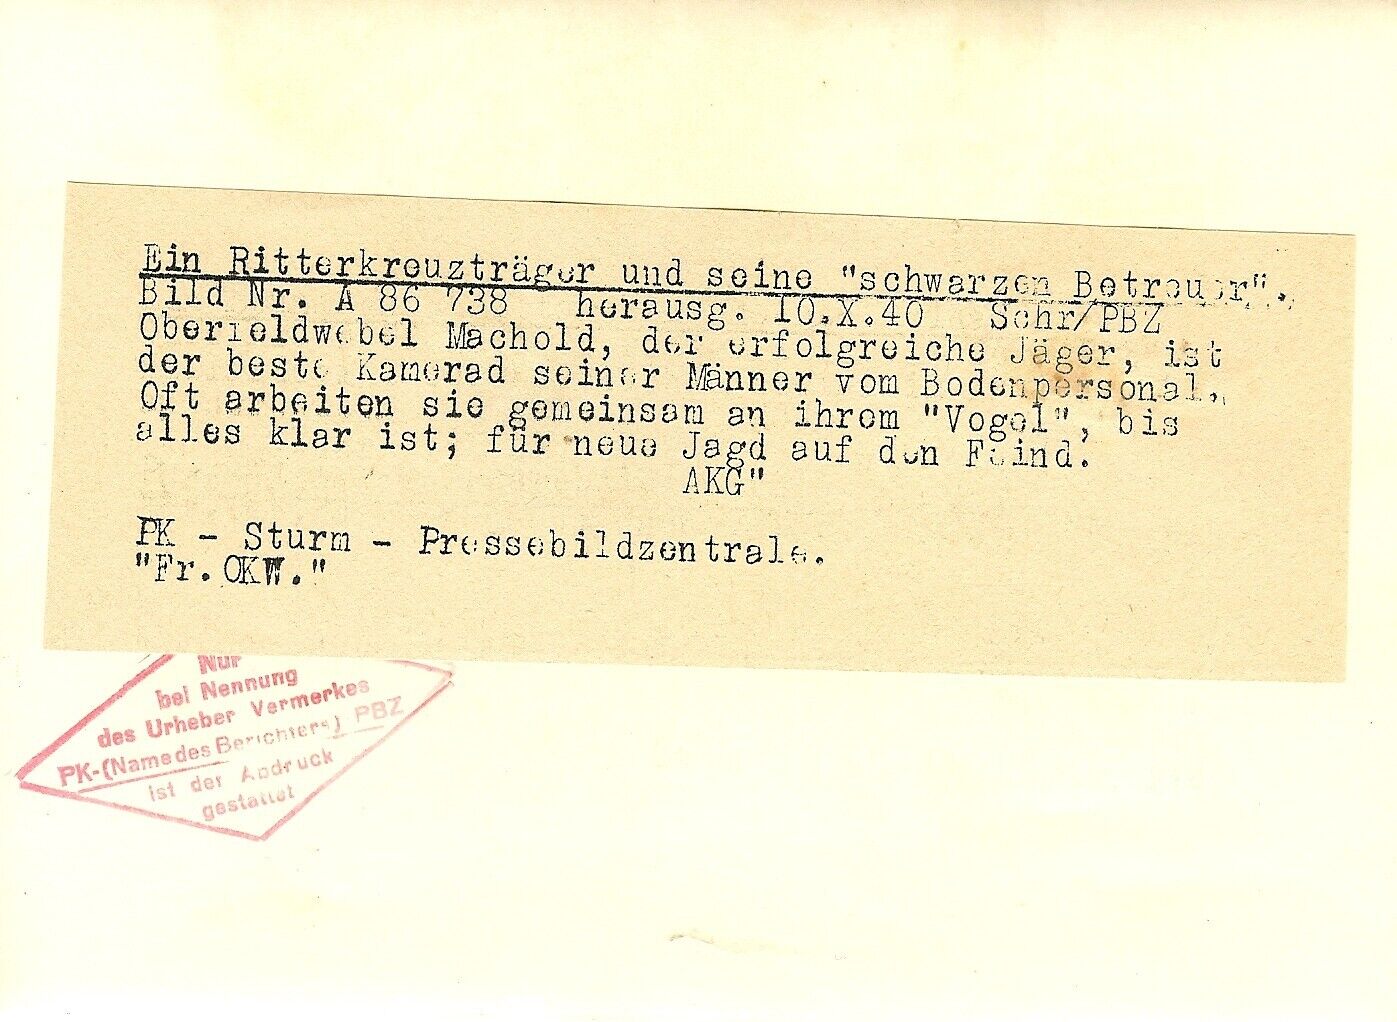 Ein Ritterkreuzträger und seine "schwarzen Betreuer".
Bild Nr. A 86 738 herausg. 10.X.40 Schr/PBZ
Oberfeldwebel Machold, der erfolgreiche Jäger, ist
der beste Kamerad seiner Männer vom Bodenpersonal.
Oft arbeiten sie gemeinsam an ihrem "Vogel", bis
alles klar ist; für neue Jagd auf den Feind.
AKG"
PK - Sturm - Pressebildzentrale.
"Fr. OKW."
Nur
bei Nennung
des Urheber Vermerkes
PK-(Name des Berichters) PBZ
ist der Abdruck
gestattet